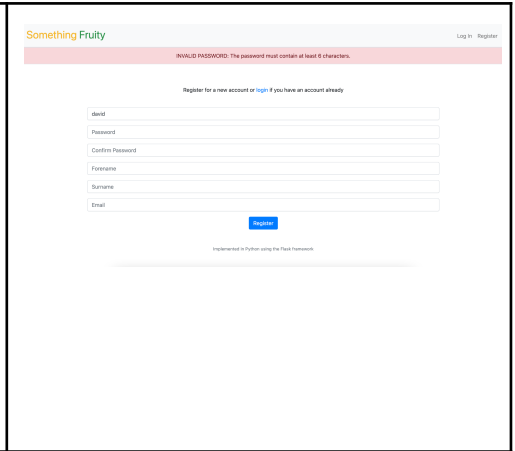 Something Fruity
Log In Register
INVALID PASSWORD: The password must contain at least 6 characters.
Register for a new account or login if you have an account already
david
Password
Confirm Password
Forename
Surname
Email
Register
Implemented in Python using the Flask framework